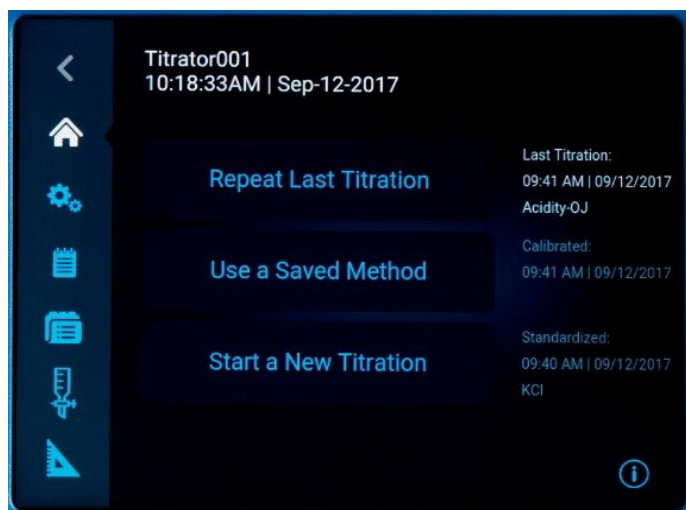 Titrator001
10:18:33AM | Sep-12-2017
Repeat Last Titration
Last Titration:
09:41 AM | 09/12/2017
Acidity-OJ
Use a Saved Method
Calibrated:
09:41 AM | 09/12/2017
Start a New Titration
Standardized:
09:40 AM | 09/12/2017
KCl